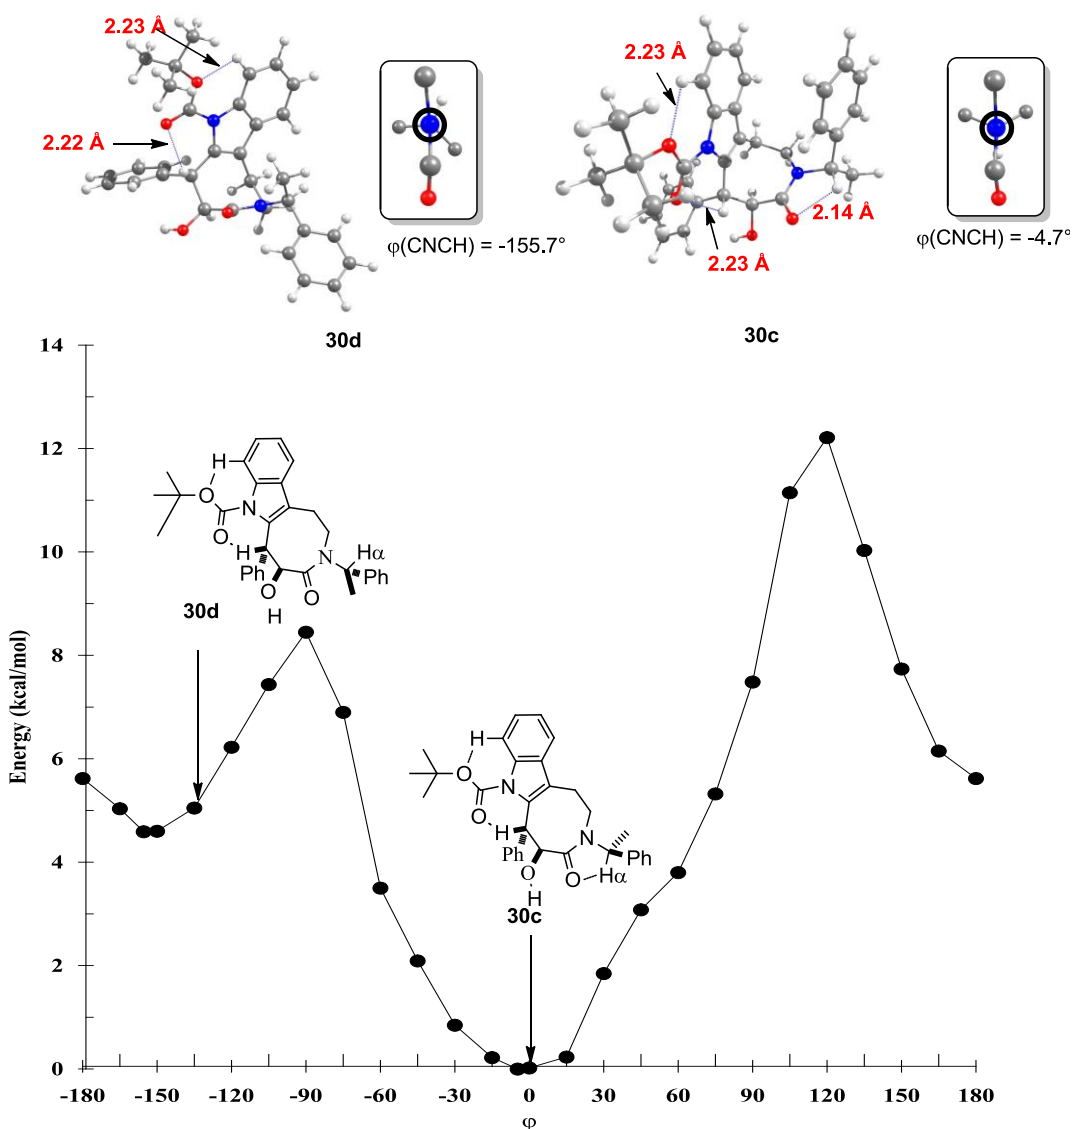 2.23 Å
2.22 Å
φ(CNCH) = -155.7°
30d
2.23 Å
2.14 Å
2.23 Å
φ(CNCH) = -4.7°
30c
14
12
10
8
6
4
2
0
Energy (kcal/mol)
H
O
N
O
H
Hα
N
Ph
Ph
O
O
H
30d
H
O
N
O
H
N
Ph
Ph
O
O
Hα
H
30c
-180 -150 -120 -90 -60 -30 0 30 60 90 120 150 180
φ